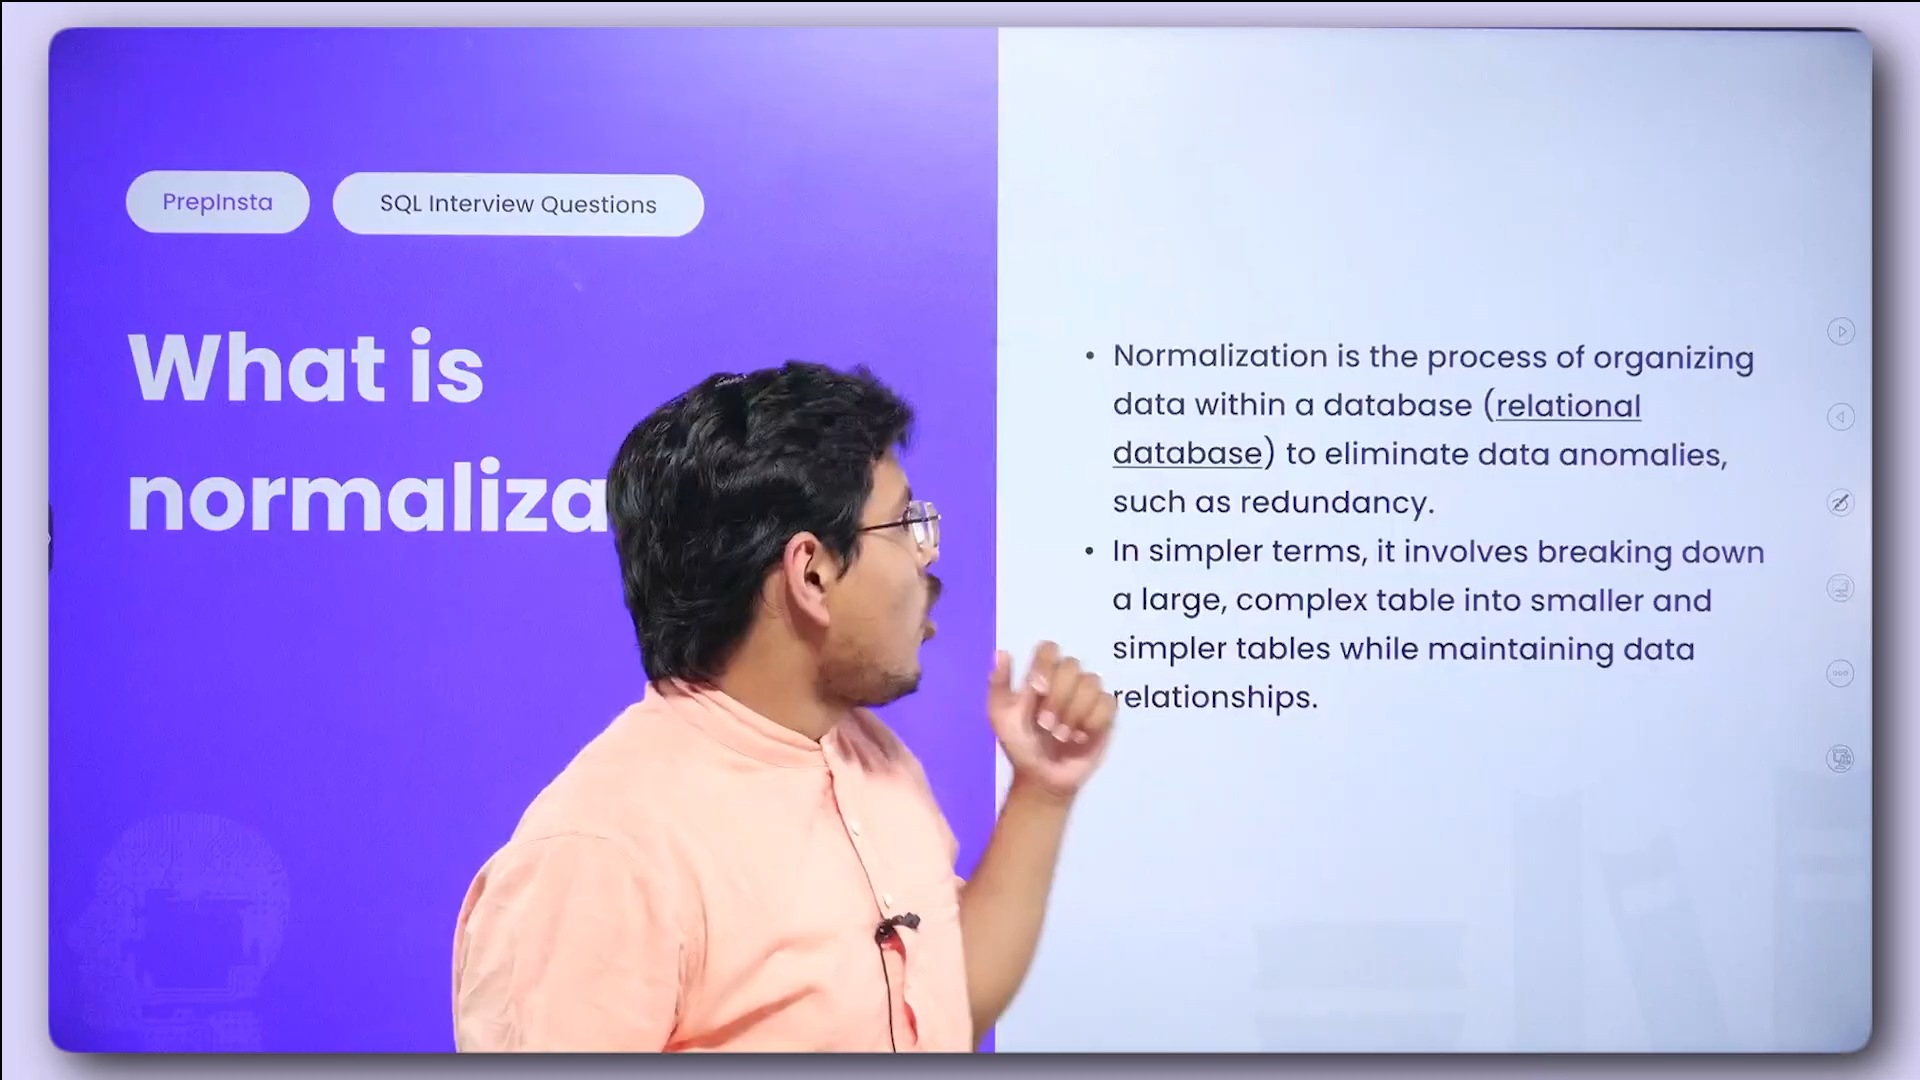 PrepInsta
SQL Interview Questions
What is
normaliza
• Normalization is the process of organizing
data within a database (relational
database) to eliminate data anomalies,
such as redundancy.
• In simpler terms, it involves breaking down
a large, complex table into smaller and
simpler tables while maintaining data
relationships.